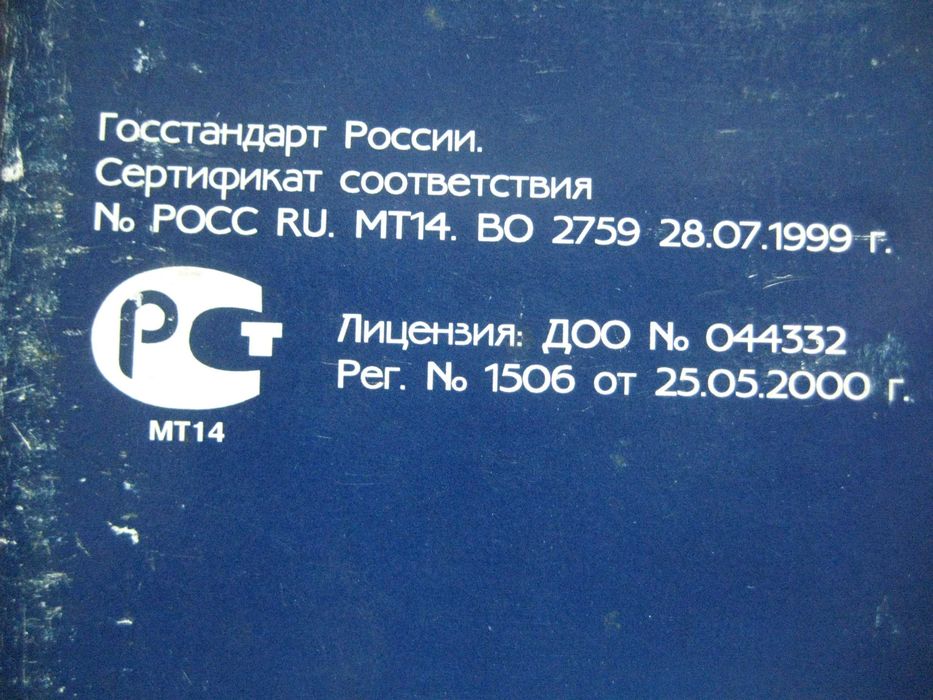 Госстандарт России.
Сертификат соответствия
№ РОСС RU. МТ14. ВО 2759 28.07.1999 г.
РСТ
МТ14
Лицензия: ДОО № 044332
Рег. № 1506 от 25.05.2000 г.